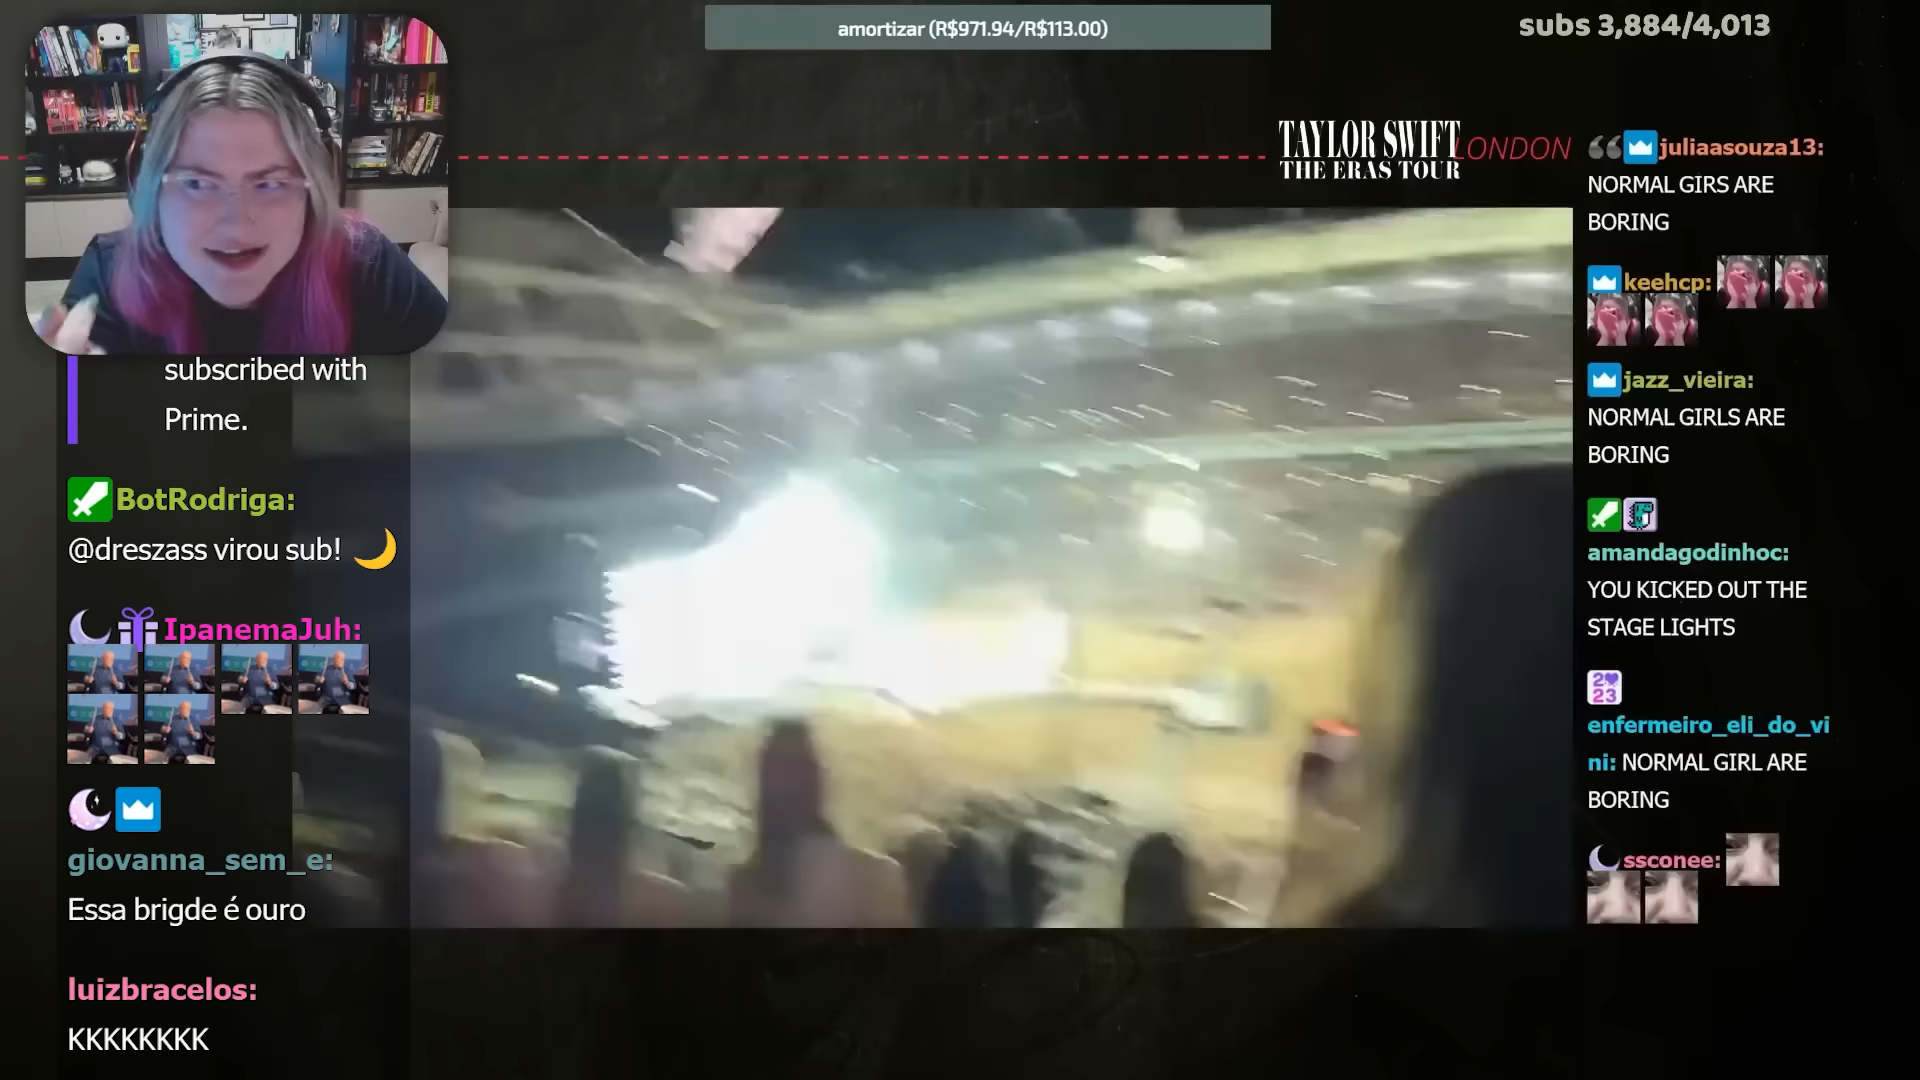 amortizar (R$971.94/R$113.00)
subs 3,884/4,013
TAYLOR SWIFT
THE ERAS TOUR
LONDON
subscribed with
Prime.
BotRodriga:
@dreszass virou sub!
IpanemaJuh:
giovanna_sem_e:
Essa brigde é ouro
luizbracelos:
KKKKKKKK
juliaasouza13:
NORMAL GIRS ARE
BORING
keehcp:
jazz_vieira:
NORMAL GIRLS ARE
BORING
amandagodinhoc:
YOU KICKED OUT THE
STAGE LIGHTS
2023
enfermeiro_eli_do_vi
ni: NORMAL GIRL ARE
BORING
ssconee: